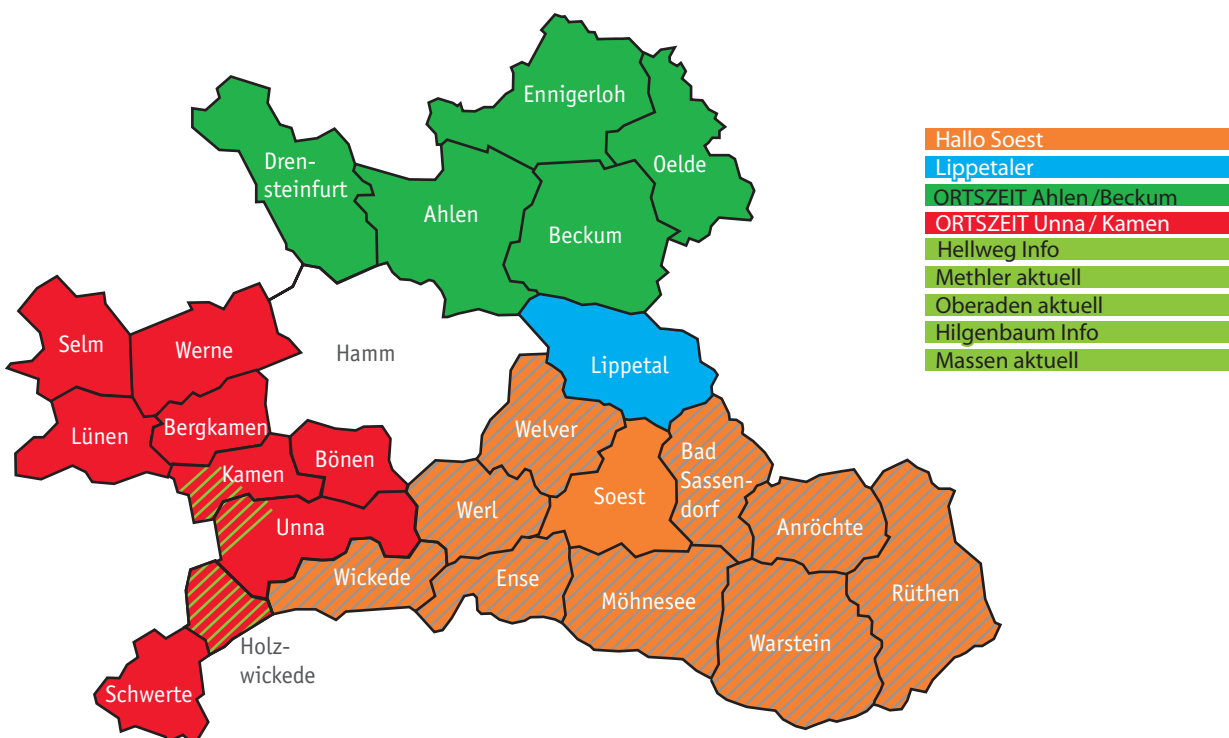 Ennigerloh
Oelde
Dren-
steinfurt
Ahlen
Beckum
Selm
Werne
Hamm
Lippetal
Lünen
Bergkamen
Kamen
Bönen
Welver
Bad
Sassen-
dorf
Soest
Werl
Unna
Anröchte
Wickede
Ense
Möhnesee
Rüthen
Warstein
Holz-
wickede
Schwerte
Hallo Soest
Lippetaler
ORTSZEIT Ahlen /Beckum
ORTSZEIT Unna / Kamen
Hellweg Info
Methler aktuell
Oberaden aktuell
Hilgenbaum Info
Massen aktuell